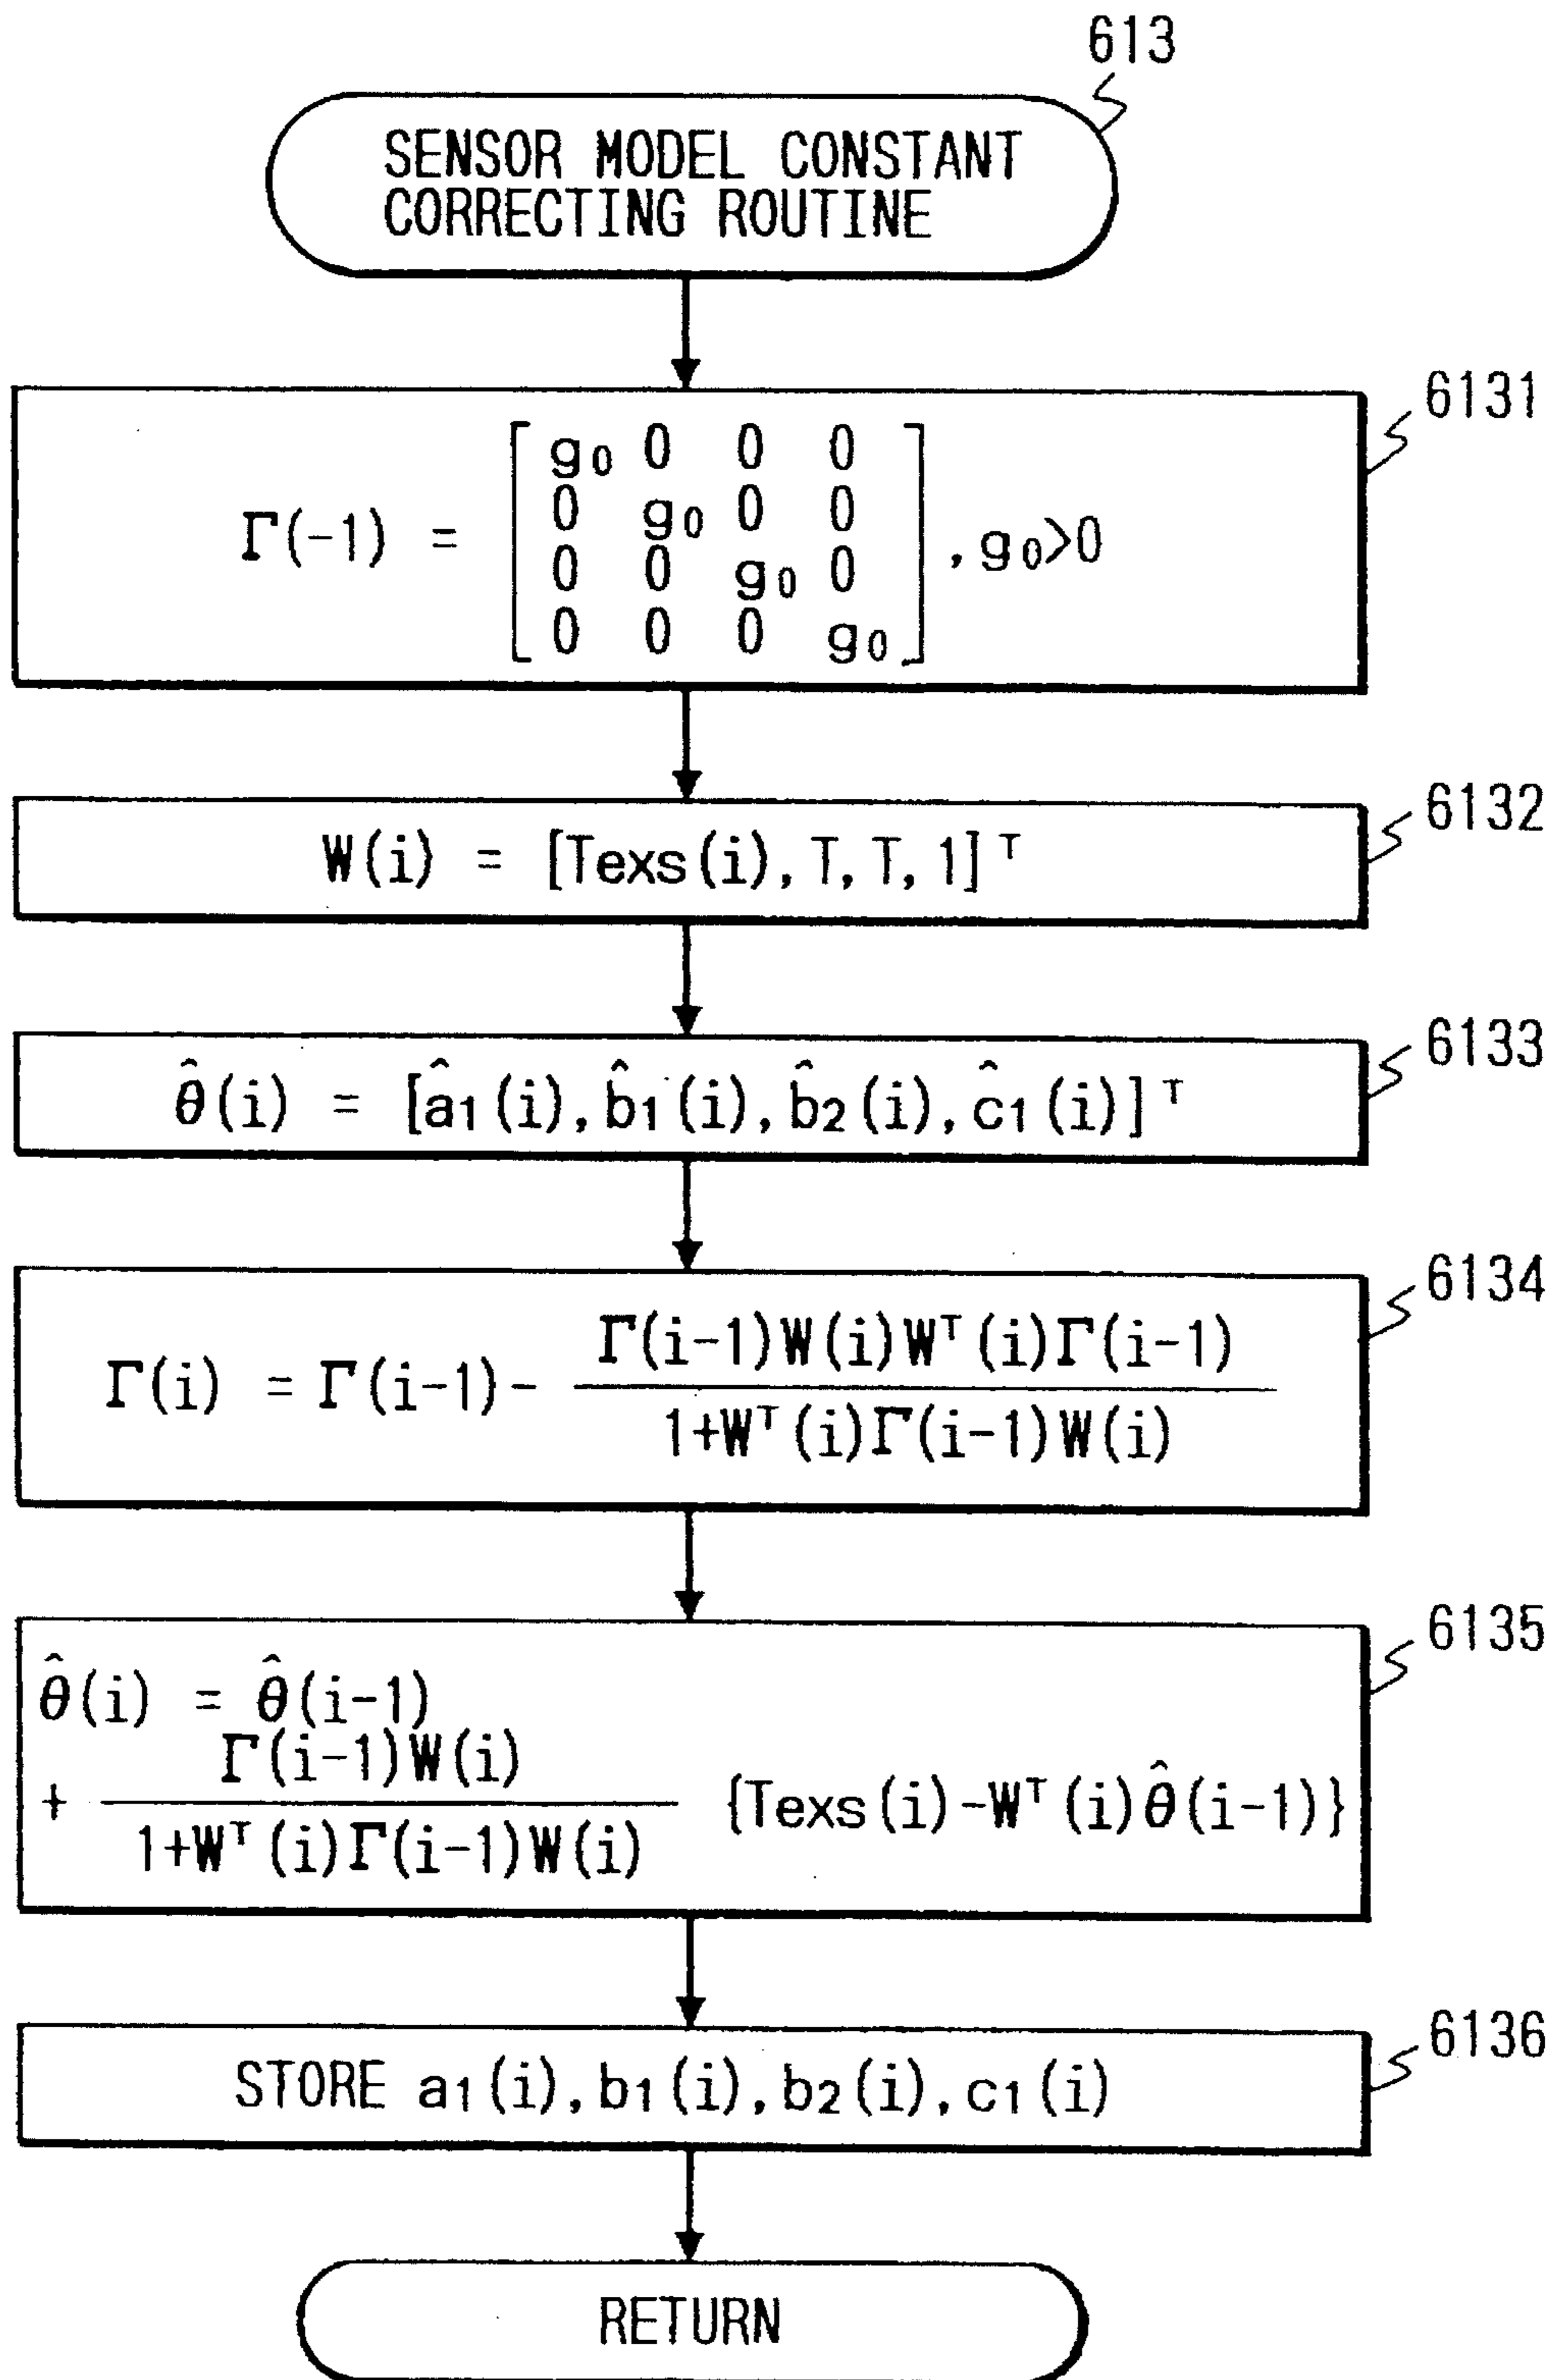 613
SENSOR MODEL CONSTANT
CORRECTING ROUTINE
6131
Γ(-1) = [g₀ 0 0 0
0 g₀ 0 0
0 0 g₀ 0
0 0 0 g₀], g₀>0
6132
W(i) = [Texs(i), T, T, 1]ᵀ
6133
θ̂(i) = [â₁(i), b̂₁(i), b̂₂(i), ĉ₁(i)]ᵀ
6134
Γ(i-1)W(i)Wᵀ(i)Γ(i-1)
Γ(i) = Γ(i-1)-
1+Wᵀ(i)Γ(i-1)W(i)
6135
θ̂(i) = θ̂(i-1)
Γ(i-1)W(i)
+ {Texs(i)-Wᵀ(i)θ̂(i-1)}
1+Wᵀ(i)Γ(i-1)W(i)
6136
STORE a₁(i), b₁(i), b₂(i), c₁(i)
RETURN